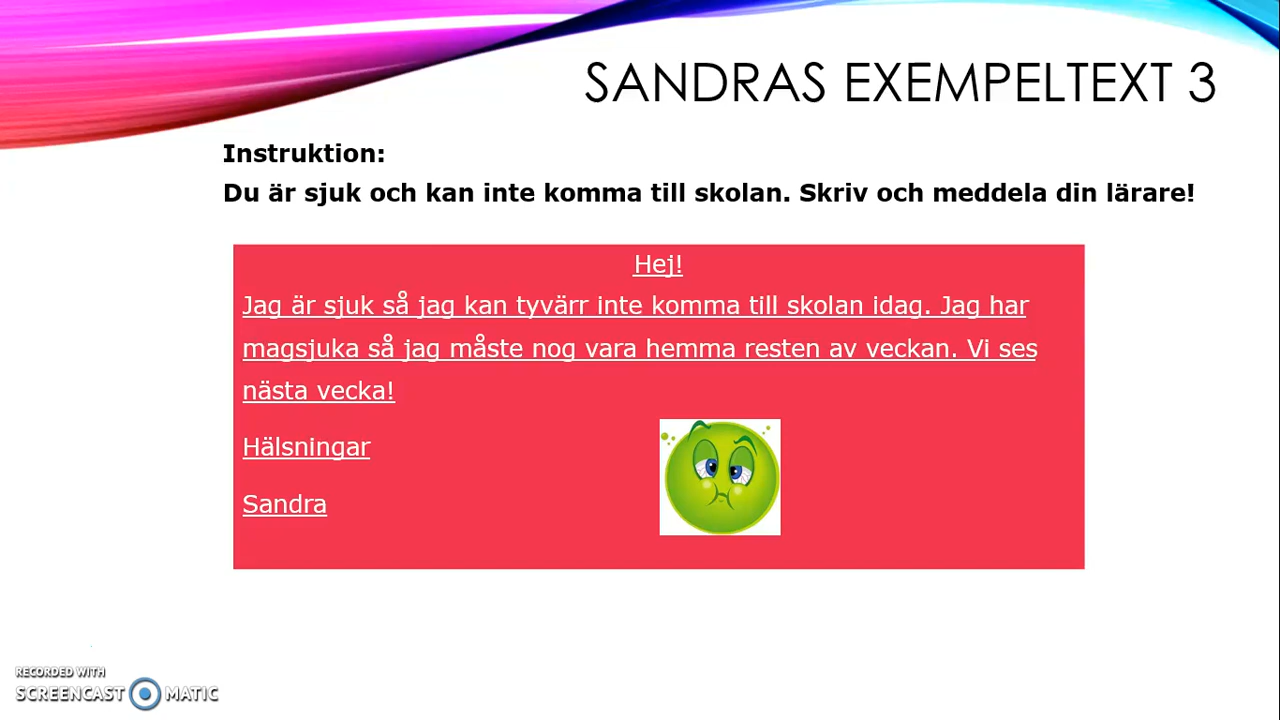 SANDRAS EXEMPELTEXT 3
Instruktion:
Du är sjuk och kan inte komma till skolan. Skriv och meddela din lärare!
Hej!
Jag är sjuk så jag kan tyvärr inte komma till skolan idag. Jag har
magsjuka så jag måste nog vara hemma resten av veckan. Vi ses
nästa vecka!
Hälsningar
Sandra
RECORDED WITH
SCREENCAST MATIC